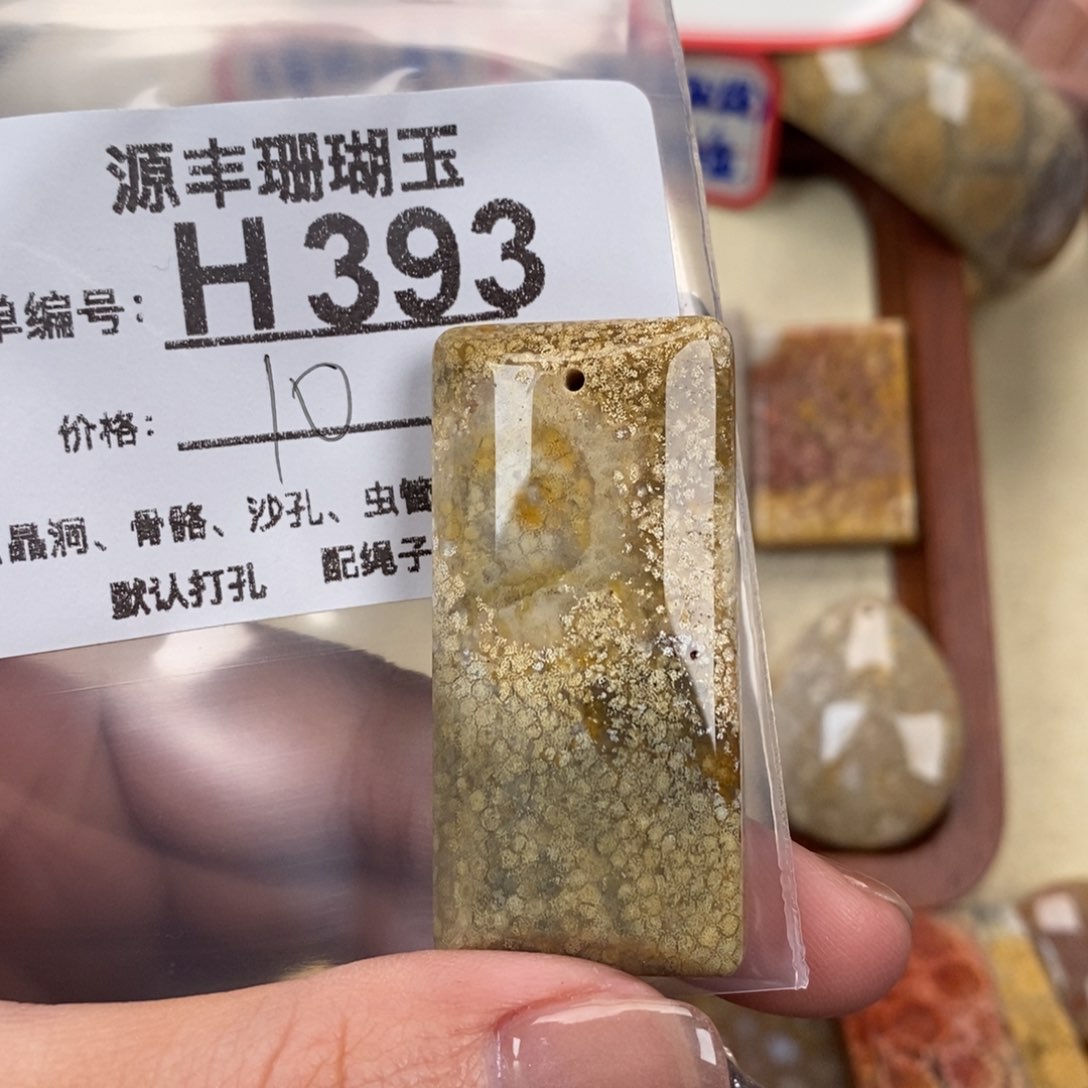 源丰珊瑚玉
单编号：H393
价格：10
晶洞、骨骼、沙孔、虫管
默认打孔 配绳子